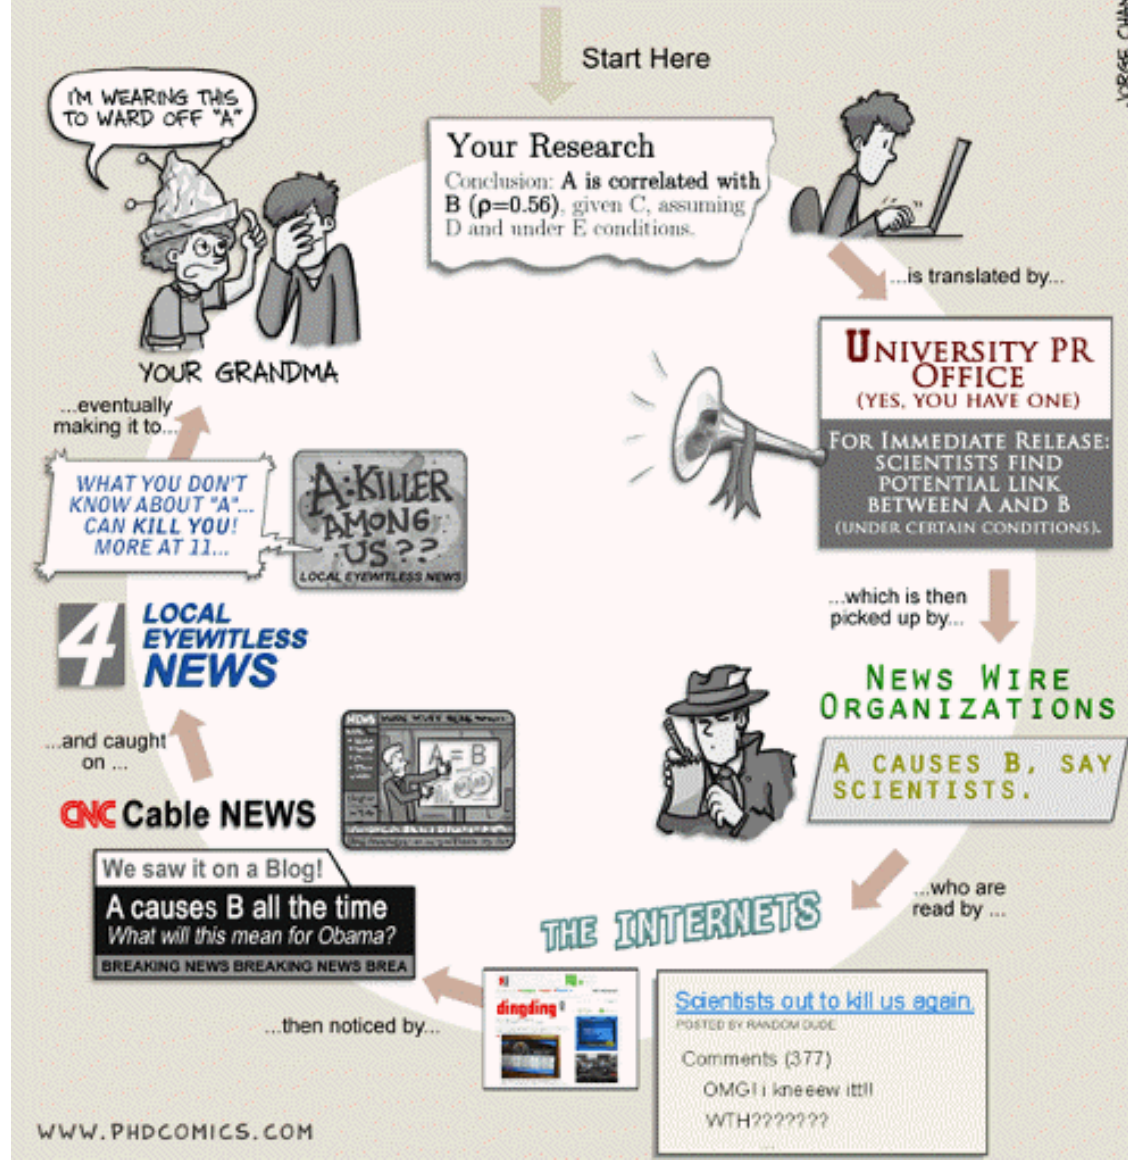 Start Here
JORGE CHAM
Your Research
Conclusion: A is correlated with
B (ρ=0.56), given C, assuming
D and under E conditions.
...is translated by...
UNIVERSITY PR
OFFICE
(YES, YOU HAVE ONE)
FOR IMMEDIATE RELEASE:
SCIENTISTS FIND
POTENTIAL LINK
BETWEEN A AND B
(UNDER CERTAIN CONDITIONS).
...which is then
picked up by...
NEWS WIRE
ORGANIZATIONS
A CAUSES B, SAY
SCIENTISTS.
...who are
read by ...
THE INTERNETS
dingding
Scientists out to kill us again.
POSTED BY RANDOM DUDE
Comments (377)
OMG! i kneeew itt!!
WTH???????
...
...then noticed by...
CNC Cable NEWS
We saw it on a Blog!
A causes B all the time
What will this mean for Obama?
BREAKING NEWS BREAKING NEWS BREA
NEWS
A = B
...and caught
on ...
4 LOCAL
EYEWITLESS
NEWS
WHAT YOU DON'T
KNOW ABOUT "A"...
CAN KILL YOU!
MORE AT 11...
A:KILLER
AMONG
US??
LOCAL EYEWITLESS NEWS
...eventually
making it to...
YOUR GRANDMA
I'M WEARING THIS
TO WARD OFF "A"
WWW.PHDCOMICS.COM